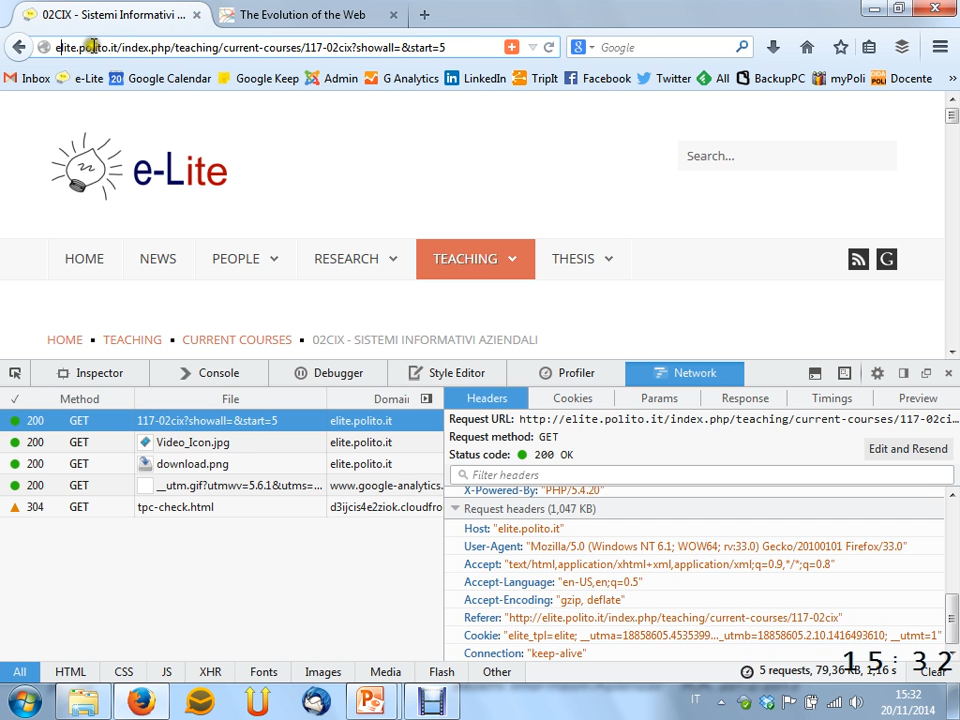 02CIX - Sistemi Informativi ... ×
The Evolution of the Web ×
elite.polito.it/index.php/teaching/current-courses/117-02cix?showall=&start=5
Google
Inbox e-Lite Google Calendar Google Keep Admin G Analytics LinkedIn TripIt Facebook Twitter All BackupPC myPoli Docente »
e-Lite
Search...
HOME NEWS PEOPLE RESEARCH TEACHING THESIS
HOME TEACHING CURRENT COURSES 02CIX - SISTEMI INFORMATIVI AZIENDALI
Inspector Console Debugger Style Editor Profiler Network
✓ Method File Domai Headers Cookies Params Response Timings Preview
200 GET 117-02cix?showall=&start=5 elite.polito.it
200 GET Video_Icon.jpg elite.polito.it
200 GET download.png elite.polito.it
200 GET __utm.gif?utmwv=5.6.1&utms=... www.google-analytics.
304 GET tpc-check.html d3ijcis4e2ziok.cloudfro
Request URL: http://elite.polito.it/index.php/teaching/current-courses/117-02ci...
Request method: GET
Edit and Resend
Status code: 200 OK
Filter headers
X-Powered-By: "PHP/5.4.20"
Request headers (1,047 KB)
Host: "elite.polito.it"
User-Agent: "Mozilla/5.0 (Windows NT 6.1; WOW64; rv:33.0) Gecko/20100101 Firefox/33.0"
Accept: "text/html,application/xhtml+xml,application/xml;q=0.9,*/*;q=0.8"
Accept-Language: "en-US,en;q=0.5"
Accept-Encoding: "gzip, deflate"
Referer: "http://elite.polito.it/index.php/teaching/current-courses/117-02cix"
Cookie: "elite_tpl=elite; __utma=18858605.4535399..._utmb=18858605.2.10.1416493610; __utmt=1"
Connection: "keep-alive"
15:32
All HTML CSS JS XHR Fonts Images Media Flash Other 5 requests, 79,36 KB, 1,16 s Clear
IT
15:32
20/11/2014